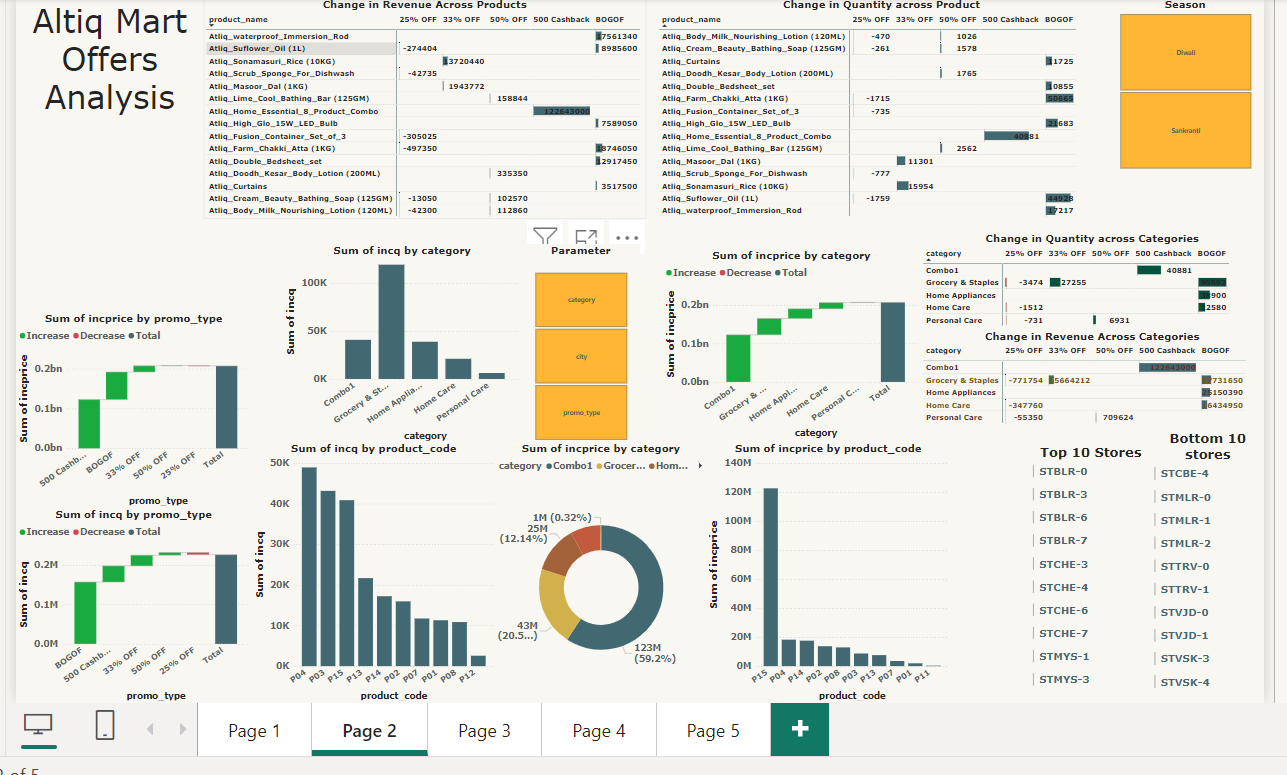 Altiq Mart
Offers
Analysis
Change in Revenue Across Products
product_name 25% OFF 33% OFF 50% OFF 500 Cashback BOGOF
Atliq_waterproof_Immersion_Rod 17561340
Atliq_Suflower_Oil (1L) -274404 8985600
Atliq_Sonamasuri_Rice (10KG) 13720440
Atliq_Scrub_Sponge_For_Dishwash -42735
Atliq_Masoor_Dal (1KG) 1943772
Atliq_Lime_Cool_Bathing_Bar (125GM) 158844
Atliq_Home_Essential_8_Product_Combo 122643000
Atliq_High_Glo_15W_LED_Bulb 7589050
Atliq_Fusion_Container_Set_of_3 -305025
Atliq_Farm_Chakki_Atta (1KG) -497350 18746050
Atliq_Double_Bedsheet_set 12917450
Atliq_Doodh_Kesar_Body_Lotion (200ML) 335350
Atliq_Curtains 3517500
Atliq_Cream_Beauty_Bathing_Soap (125GM) -13050 102570
Atliq_Body_Milk_Nourishing_Lotion (120ML) -42300 112860
Change in Quantity across Product
product_name 25% OFF 33% OFF 50% OFF 500 Cashback BOGOF
Atliq_Body_Milk_Nourishing_Lotion (120ML) -470 1026
Atliq_Cream_Beauty_Bathing_Soap (125GM) -261 1578
Atliq_Curtains 11725
Atliq_Doodh_Kesar_Body_Lotion (200ML) 1765
Atliq_Double_Bedsheet_set 10855
Atliq_Farm_Chakki_Atta (1KG) -1715
Atliq_Fusion_Container_Set_of_3 -735
Atliq_High_Glo_15W_LED_Bulb 21683
Atliq_Home_Essential_8_Product_Combo 40881
Atliq_Lime_Cool_Bathing_Bar (125GM) 2562
Atliq_Masoor_Dal (1KG) 11301
Atliq_Scrub_Sponge_For_Dishwash -777
Atliq_Sonamasuri_Rice (10KG) 15954
Atliq_Suflower_Oil (1L) -1759 44928
Atliq_waterproof_Immersion_Rod 17217
Season
Diwali
Sankranti
Sum of incq by category
Sum of incq
100K
50K
0K
Combo1
Grocery & St...
Home Applia...
Home Care
Personal Care
category
Parameter
category
city
promo_type
Sum of incprice by category
Increase Decrease Total
Sum of incprice
0.2bn
0.1bn
0.0bn
Combo1
Grocery & ...
Home Appl...
Home Care
Personal C...
Total
category
Change in Quantity across Categories
category 25% OFF 33% OFF 50% OFF 500 Cashback BOGOF
Combo1 40881
Grocery & Staples -3474 27255
Home Appliances
Home Care -1512
Personal Care -731 6931
Change in Revenue Across Categories
category 25% OFF 33% OFF 50% OFF 500 Cashback BOGOF
Combo1 122643000
Grocery & Staples -771754
Home Appliances
Home Care -347760
Personal Care -55350 709624
Sum of incprice by promo_type
Increase Decrease Total
Sum of incprice
0.2bn
0.1bn
0.0bn
500 Cashb...
BOGOF
33% OFF
50% OFF
25% OFF
Total
promo_type
Sum of incq by promo_type
Increase Decrease Total
Sum of incq
0.2M
0.1M
0.0M
BOGOF
500 Cashb...
33% OFF
50% OFF
25% OFF
Total
promo_type
Sum of incq by product_code
Sum of incq
50K
40K
30K
20K
10K
0K
P04 P03 P15 P13 P14 P02 P07 P01 P08 P12
product_code
Sum of incprice by category
category Combo1 Grocer... Hom...
1M (0.32%)
25M
(12.14%)
43M
(20.5...)
123M
(59.2%)
Sum of incprice by product_code
Sum of incprice
140M
120M
100M
80M
60M
40M
20M
0M
P15 P04 P14 P02 P08 P03 P13 P07 P01 P11
product_code
Top 10 Stores
STBLR-0
STBLR-3
STBLR-6
STBLR-7
STCHE-3
STCHE-4
STCHE-6
STCHE-7
STMYS-1
STMYS-3
Bottom 10
stores
STCBE-4
STMLR-0
STMLR-1
STMLR-2
STTRV-0
STTRV-1
STVJD-0
STVJD-1
STVSK-3
STVSK-4
Page 1
Page 2
Page 3
Page 4
Page 5
+
of 5